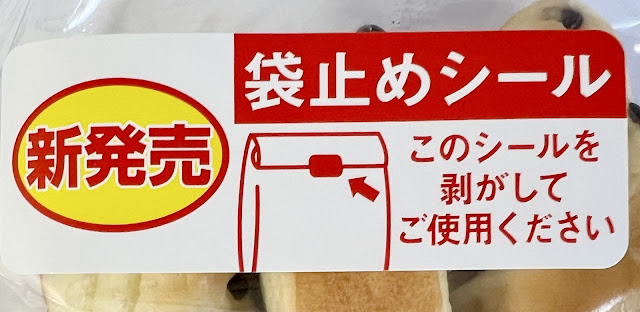 新発売
袋止めシール
このシールを
剥がして
ご使用ください